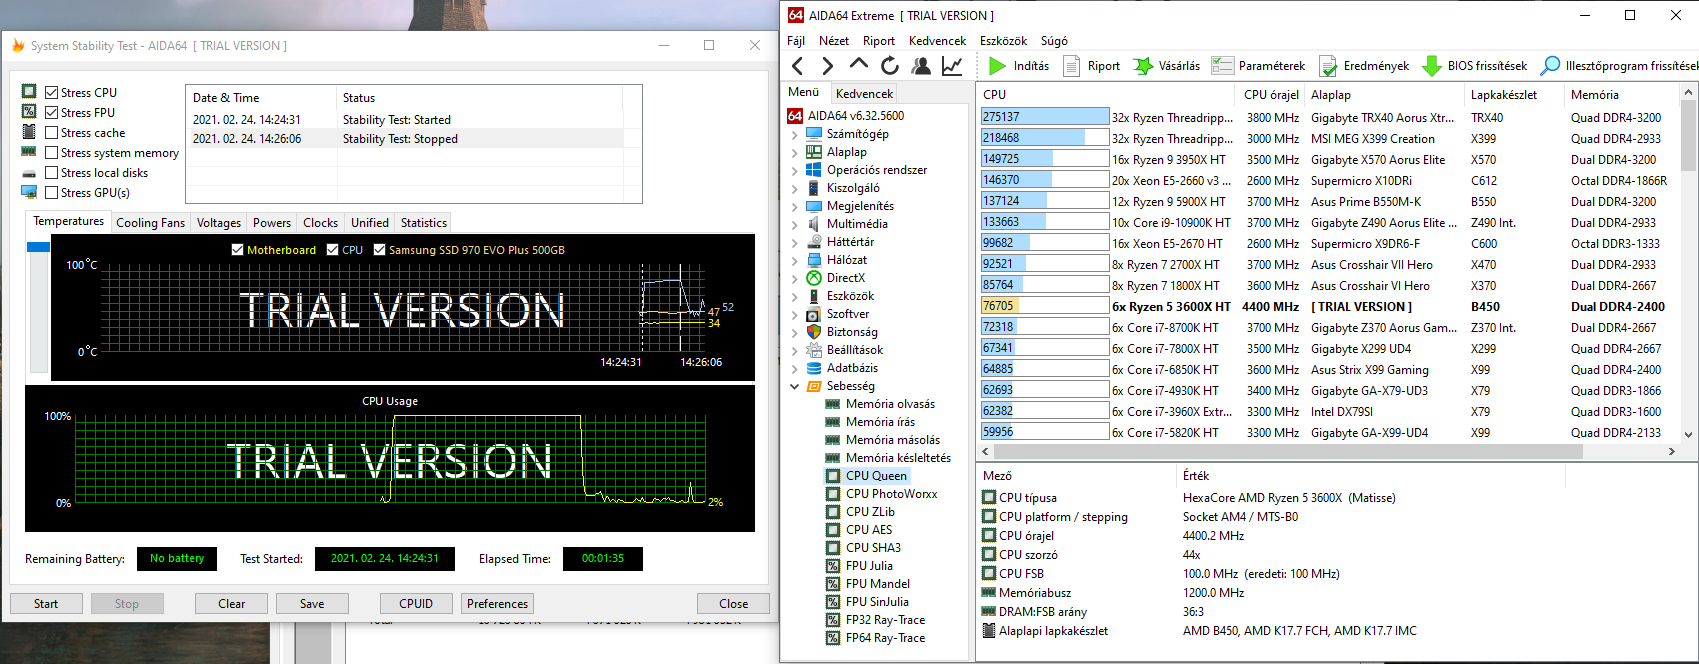 System Stability Test - AIDA64 [ TRIAL VERSION ]
Stress CPU
Stress FPU
Stress cache
Stress system memory
Stress local disks
Stress GPU(s)
Date & Time Status
2021. 02. 24. 14:24:31 Stability Test: Started
2021. 02. 24. 14:26:06 Stability Test: Stopped
Temperatures Cooling Fans Voltages Powers Clocks Unified Statistics
Motherboard CPU Samsung SSD 970 EVO Plus 500GB
100°C
TRIAL VERSION
47 52
34
0°C
14:24:31 14:26:06
CPU Usage
100%
TRIAL VERSION
0% 2%
Remaining Battery: No battery Test Started: 2021. 02. 24. 14:24:31 Elapsed Time: 00:01:35
Start Stop Clear Save CPUID Preferences Close
64 AIDA64 Extreme [ TRIAL VERSION ]
Fájl Nézet Riport Kedvencek Eszközök Súgó
Indítás Riport Vásárlás Paraméterek Eredmények BIOS frissítések Illesztőprogram frissítések
Menü Kedvencek
64 AIDA64 v6.32.5600
Számítógép
Alaplap
Operációs rendszer
Kiszolgáló
Megjelenítés
Multimédia
Háttértár
Hálózat
DirectX
Eszközök
Szoftver
Biztonság
Beállítások
Adatbázis
Sebesség
Memória olvasás
Memória írás
Memória másolás
Memória késleltetés
CPU Queen
CPU PhotoWorxx
CPU ZLib
CPU AES
CPU SHA3
FPU Julia
FPU Mandel
FPU SinJulia
FP32 Ray-Trace
FP64 Ray-Trace
CPU CPU órajel Alaplap Lapkakészlet Memória
275137 32x Ryzen Threadripp... 3800 MHz Gigabyte TRX40 Aorus Xtr... TRX40 Quad DDR4-3200
218468 32x Ryzen Threadripp... 3000 MHz MSI MEG X399 Creation X399 Quad DDR4-2933
149725 16x Ryzen 9 3950X HT 3500 MHz Gigabyte X570 Aorus Elite X570 Dual DDR4-3200
146370 20x Xeon E5-2660 v3 ... 2600 MHz Supermicro X10DRi C612 Octal DDR4-1866R
137124 12x Ryzen 9 5900X HT 3700 MHz Asus Prime B550M-K B550 Dual DDR4-3200
133663 10x Core i9-10900K HT 3700 MHz Gigabyte Z490 Aorus Elite ... Z490 Int. Dual DDR4-2933
99682 16x Xeon E5-2670 HT 2600 MHz Supermicro X9DR6-F C600 Octal DDR3-1333
92521 8x Ryzen 7 2700X HT 3700 MHz Asus Crosshair VII Hero X470 Dual DDR4-2933
85764 8x Ryzen 7 1800X HT 3600 MHz Asus Crosshair VI Hero X370 Dual DDR4-2667
76705 6x Ryzen 5 3600X HT 4400 MHz [ TRIAL VERSION ] B450 Dual DDR4-2400
72318 6x Core i7-8700K HT 3700 MHz Gigabyte Z370 Aorus Gam... Z370 Int. Dual DDR4-2667
67341 6x Core i7-7800X HT 3500 MHz Gigabyte X299 UD4 X299 Quad DDR4-2667
64885 6x Core i7-6850K HT 3600 MHz Asus Strix X99 Gaming X99 Quad DDR4-2400
62693 6x Core i7-4930K HT 3400 MHz Gigabyte GA-X79-UD3 X79 Quad DDR3-1866
62382 6x Core i7-3960X Extr... 3300 MHz Intel DX79SI X79 Quad DDR3-1600
59956 6x Core i7-5820K HT 3300 MHz Gigabyte GA-X99-UD4 X99 Quad DDR4-2133
Mező Érték
CPU típusa HexaCore AMD Ryzen 5 3600X (Matisse)
CPU platform / stepping Socket AM4 / MTS-B0
CPU órajel 4400.2 MHz
CPU szorzó 44x
CPU FSB 100.0 MHz (eredeti: 100 MHz)
Memóriabusz 1200.0 MHz
DRAM:FSB arány 36:3
Alaplapi lapkakészlet AMD B450, AMD K17.7 FCH, AMD K17.7 IMC